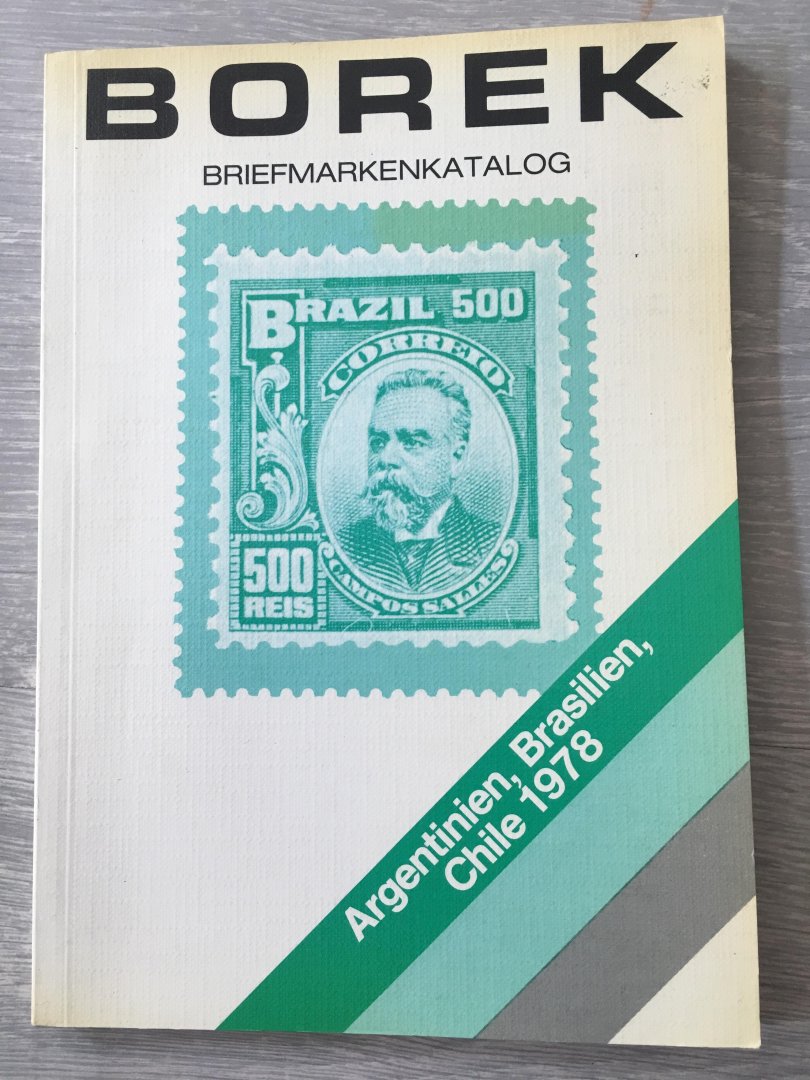 BOREK
BRIEFMARKENKATALOG
BRAZIL 500
CORREIO
500
REIS
CAMPOS SALLES
Argentinien, Brasilien,
Chile 1978